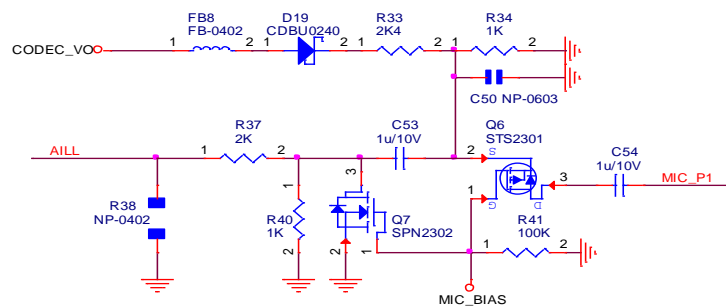 FB8
FB-0402
D19
CDBU0240
R33
2K4
R34
1K
CODEC_VO
1 2 1 2 1 2 1 2
C50 NP-0603
R37
2K
C53
1u/10V
Q6
STS2301
C54
1u/10V
AILL
1 2
2 S
3
MIC_P1
R38
NP-0402
3
1
G D
1
R40
1K
Q7
SPN2302
R41
100K
1 2
2 2 1
MIC_BIAS